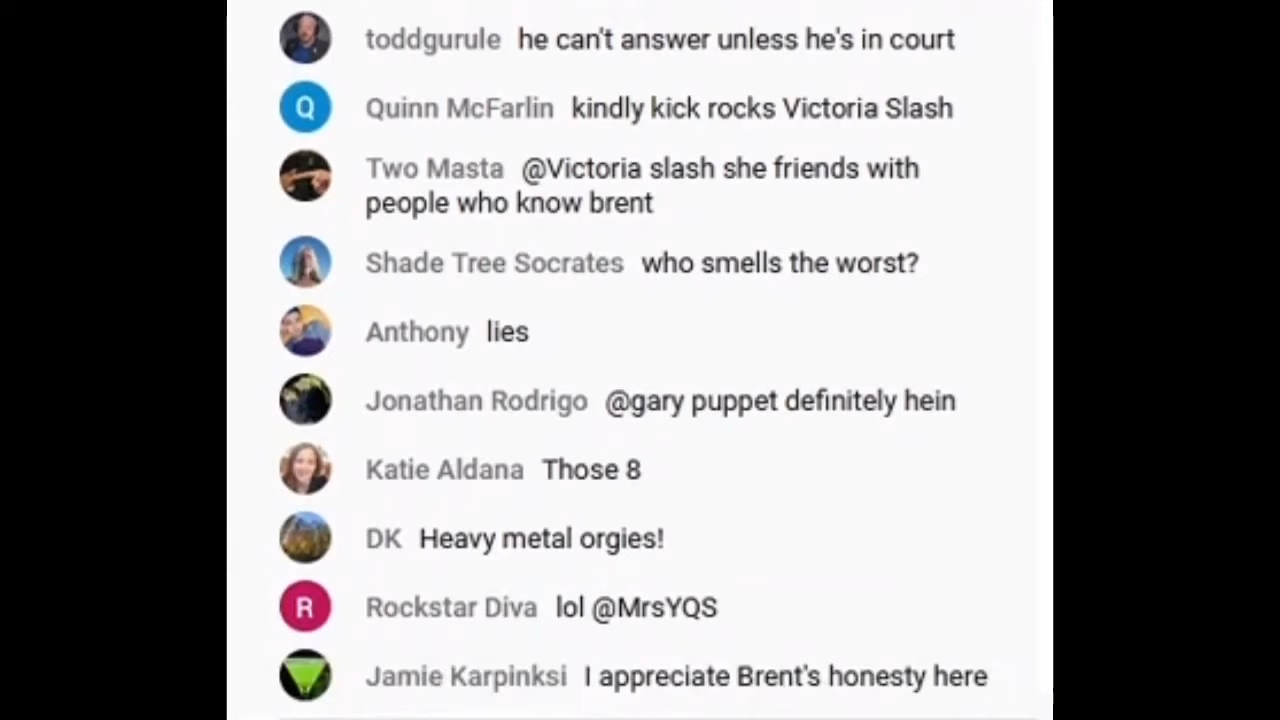 toddgurule he can't answer unless he's in court
Q Quinn McFarlin kindly kick rocks Victoria Slash
Two Masta @Victoria slash she friends with
people who know brent
Shade Tree Socrates who smells the worst?
Anthony lies
Jonathan Rodrigo @gary puppet definitely hein
Katie Aldana Those 8
DK Heavy metal orgies!
R Rockstar Diva lol @MrsYQS
Jamie Karpinksi I appreciate Brent's honesty here